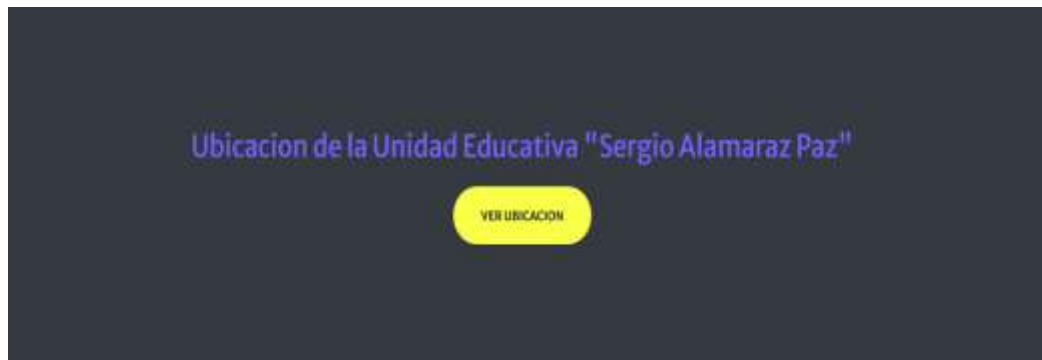 Ubicacion de la Unidad Educativa "Sergio Alamaraz Paz"
VER UBICACION